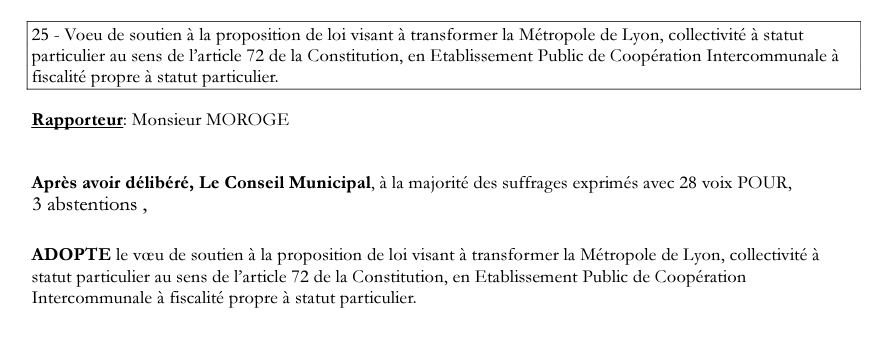 25 - Voeu de soutien à la proposition de loi visant à transformer la Métropole de Lyon, collectivité à statut
particulier au sens de l'article 72 de la Constitution, en Etablissement Public de Coopération Intercommunale à
fiscalité propre à statut particulier.
Rapporteur: Monsieur MOROGE
Après avoir délibéré, Le Conseil Municipal, à la majorité des suffrages exprimés avec 28 voix POUR,
3 abstentions ,
ADOPTE le vœu de soutien à la proposition de loi visant à transformer la Métropole de Lyon, collectivité à
statut particulier au sens de l'article 72 de la Constitution, en Etablissement Public de Coopération
Intercommunale à fiscalité propre à statut particulier.